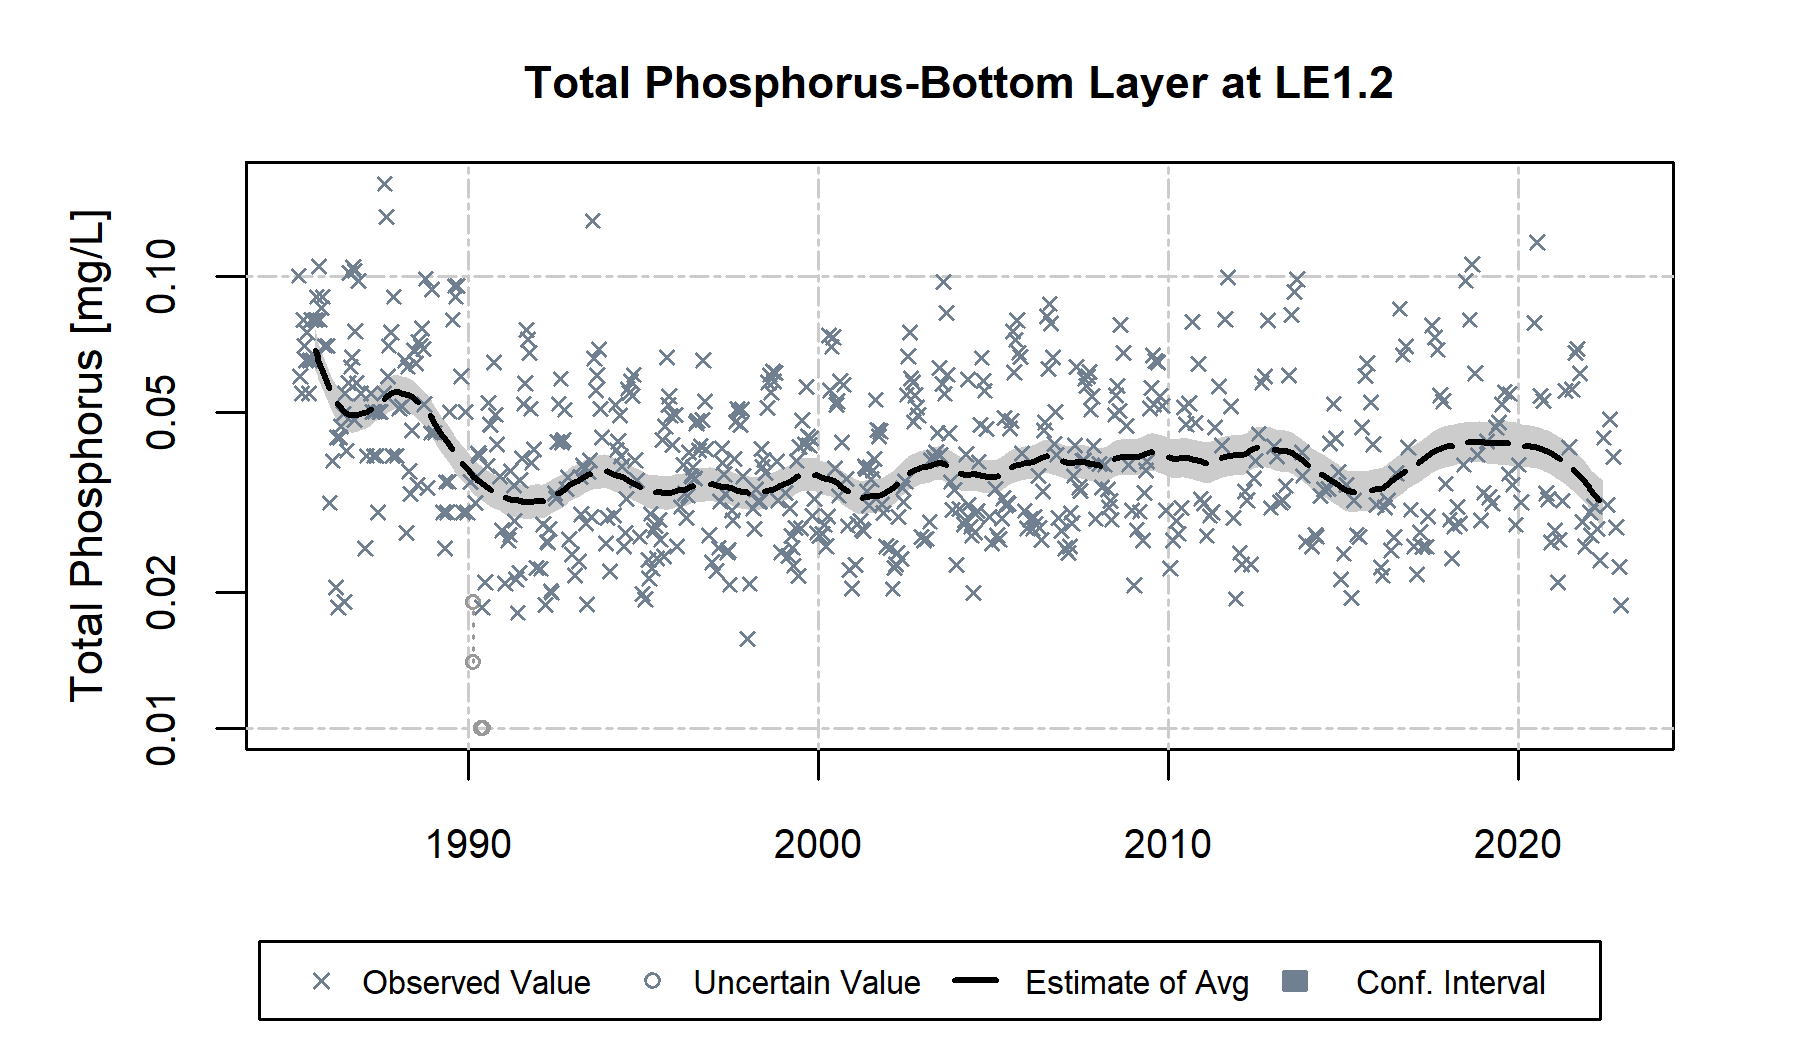 Total Phosphorus-Bottom Layer at LE1.2
Total Phosphorus [mg/L]
0.10
0.05
0.02
0.01
1990 2000 2010 2020
Observed Value Uncertain Value Estimate of Avg Conf. Interval